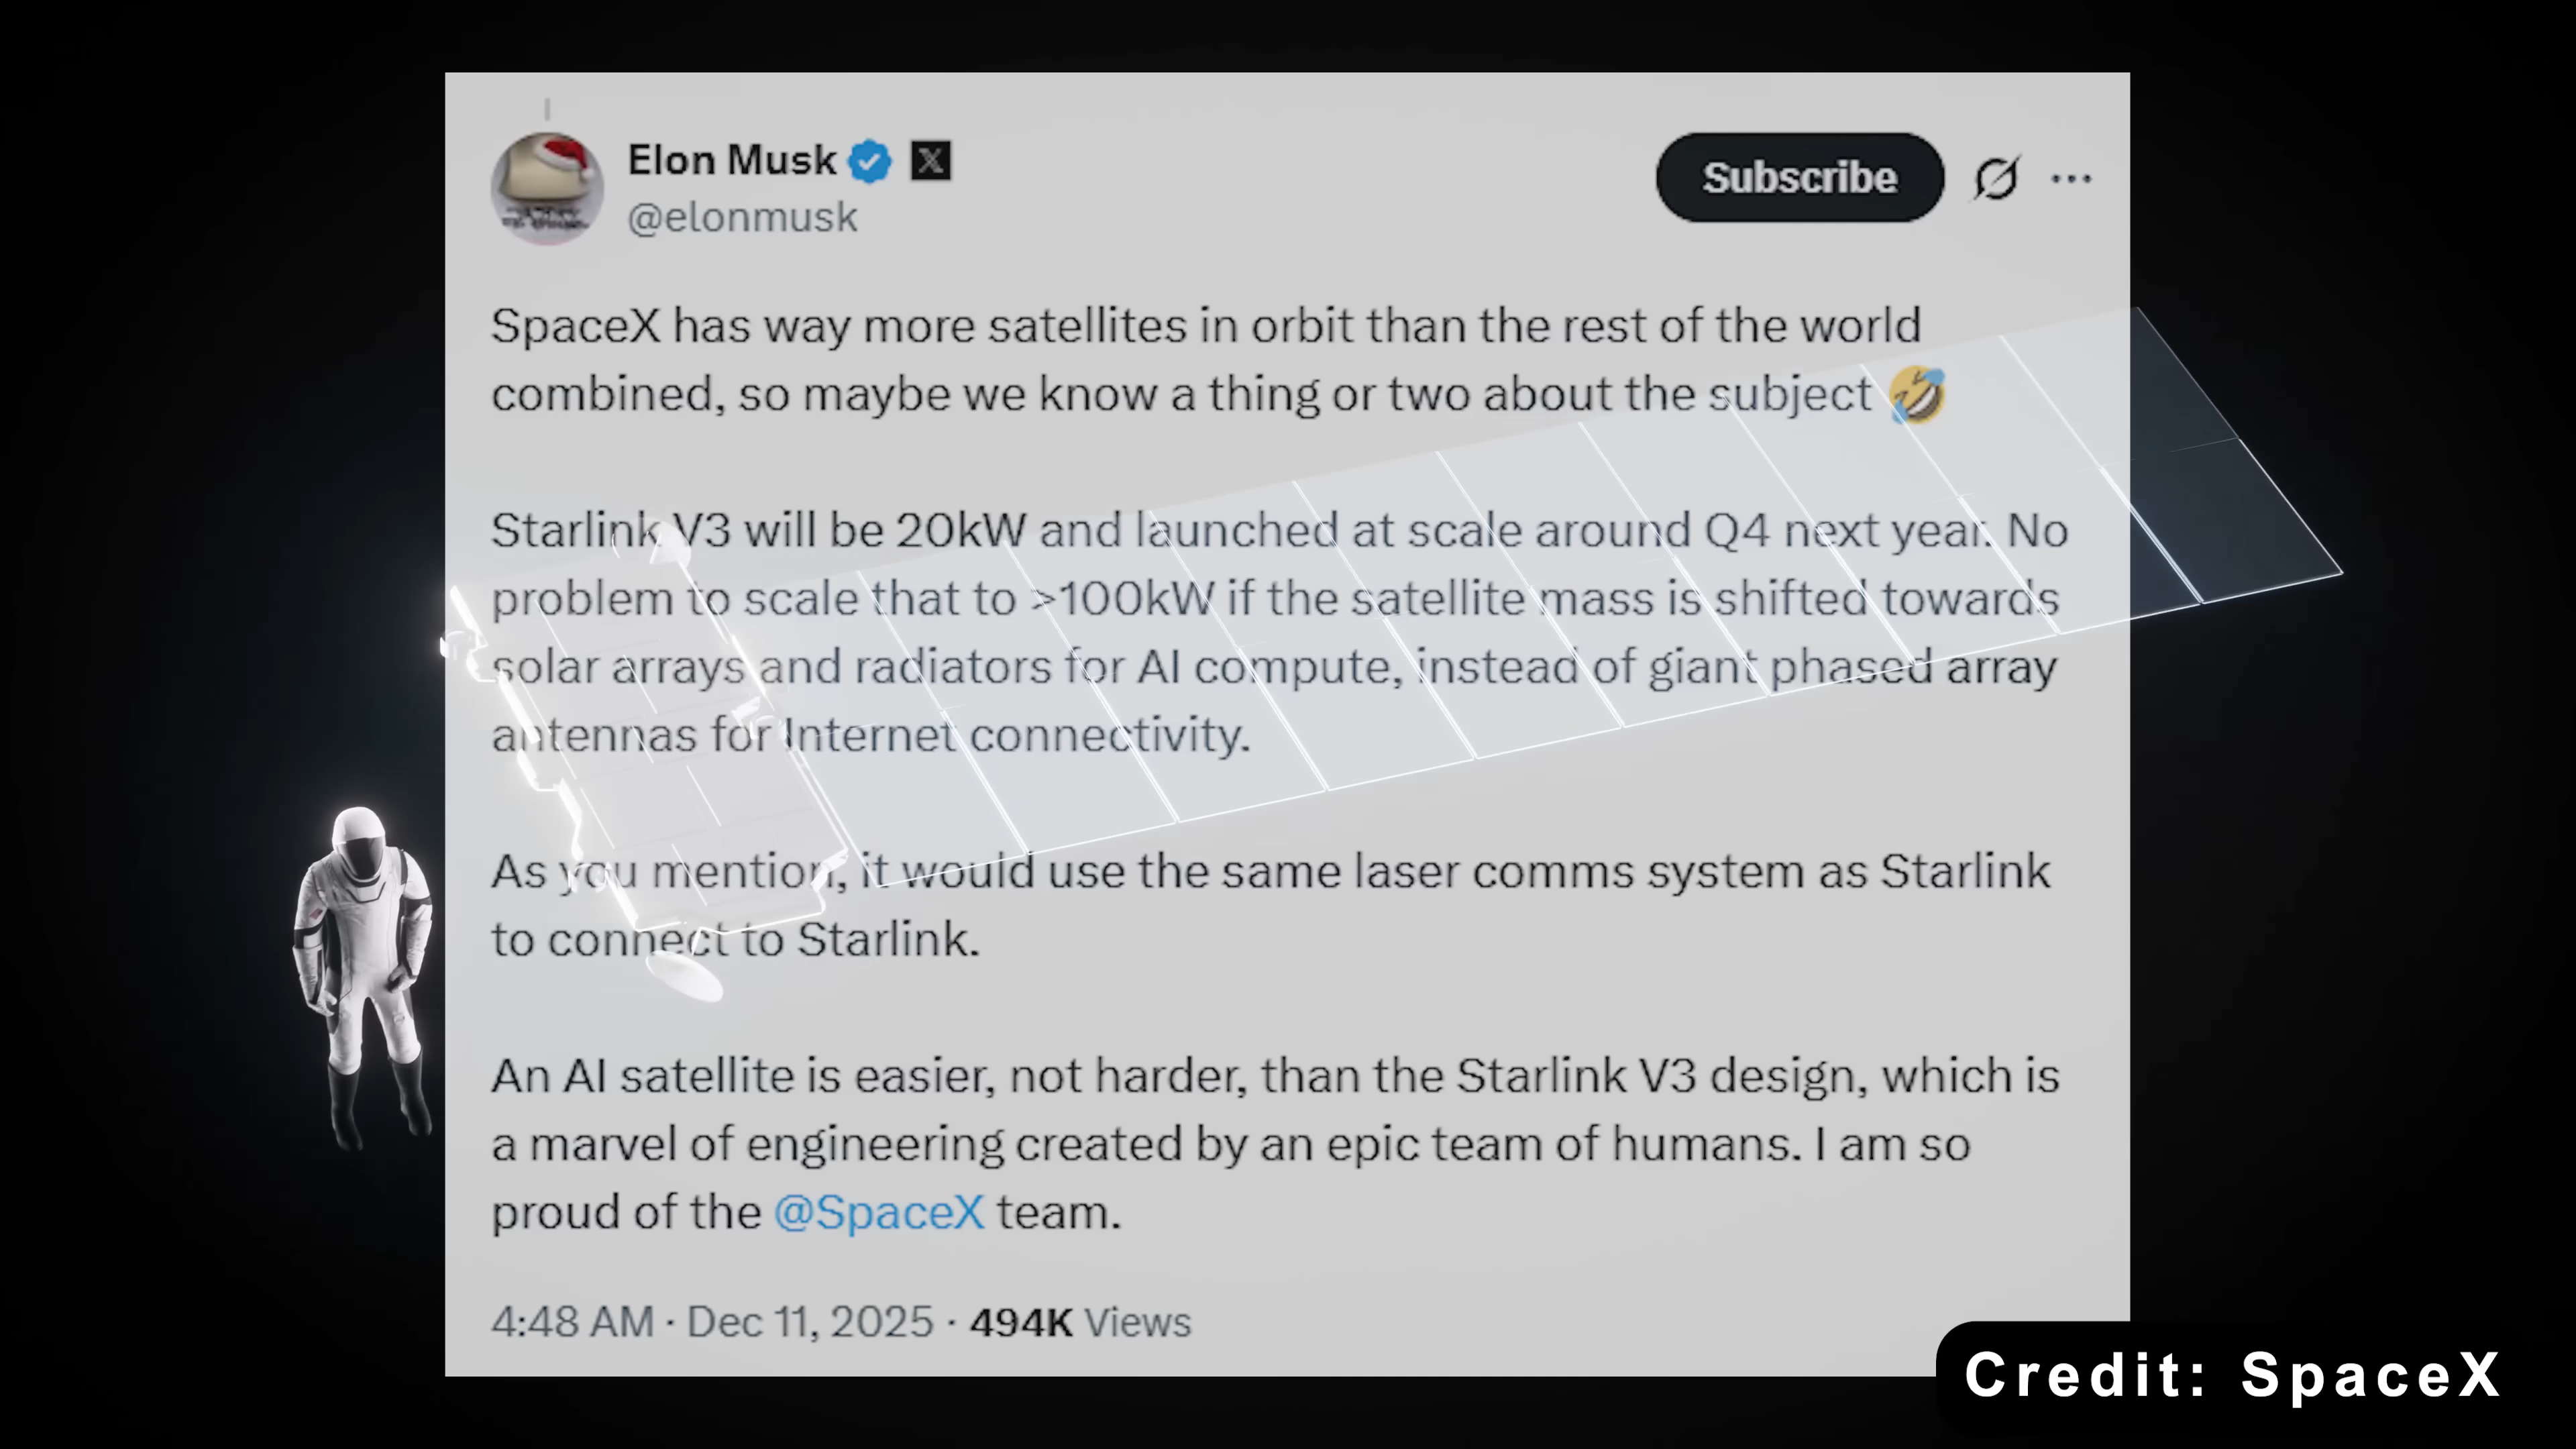 Elon Musk
@elonmusk
Subscribe
SpaceX has way more satellites in orbit than the rest of the world
combined, so maybe we know a thing or two about the subject 🤣
Starlink V3 will be 20kW and launched at scale around Q4 next year. No
problem to scale that to >100kW if the satellite mass is shifted towards
solar arrays and radiators for AI compute, instead of giant phased array
antennas for Internet connectivity.
As you mention, it would use the same laser comms system as Starlink
to connect to Starlink.
An AI satellite is easier, not harder, than the Starlink V3 design, which is
a marvel of engineering created by an epic team of humans. I am so
proud of the @SpaceX team.
4:48 AM · Dec 11, 2025 · 494K Views
Credit: SpaceX